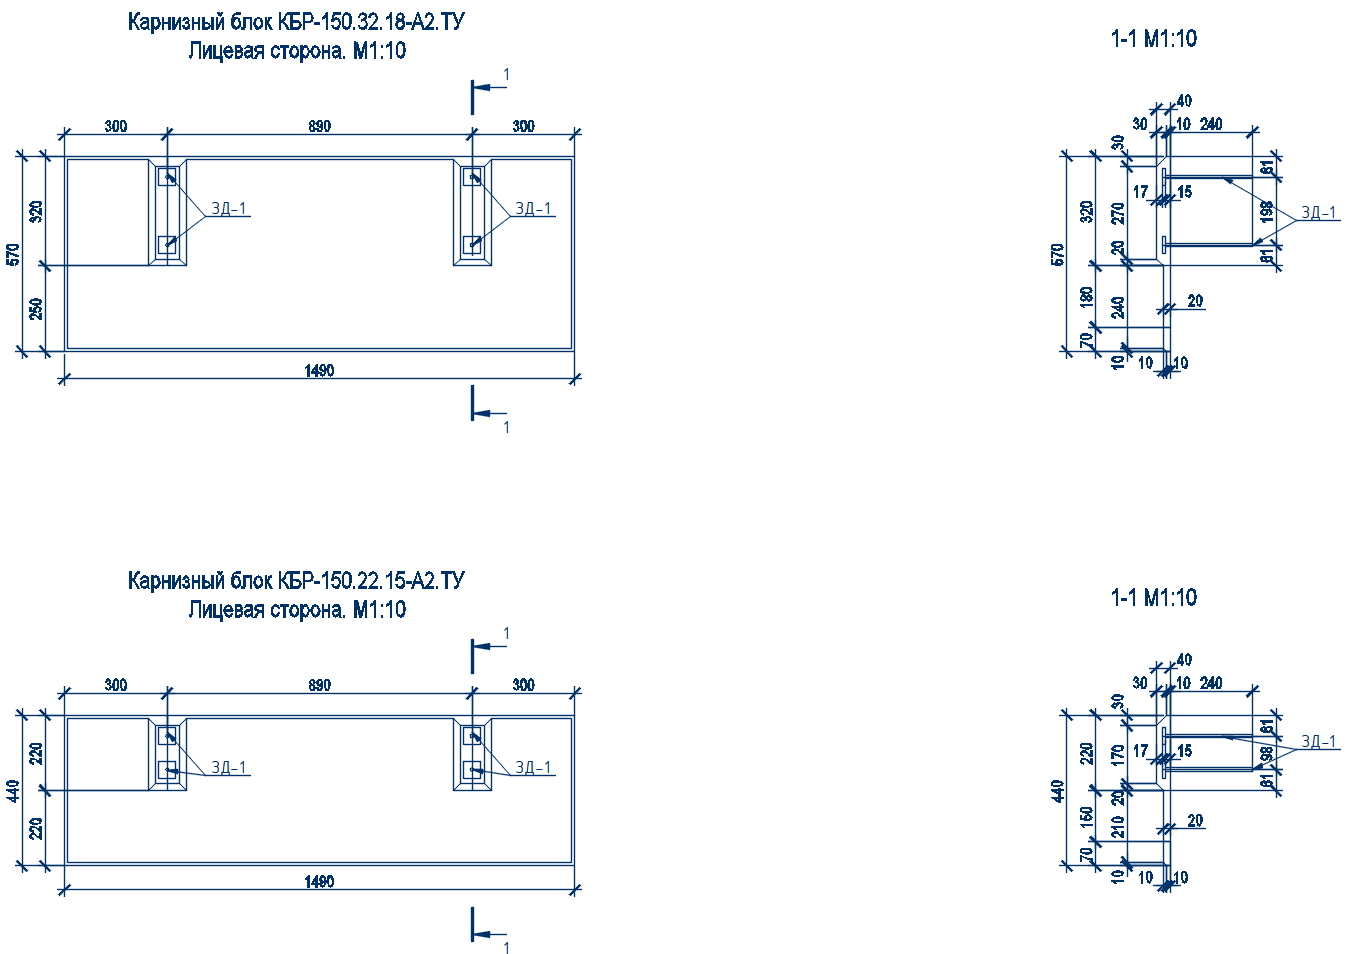 Карнизный блок КБР-150.32.18-А2.ТУ
Лицевая сторона. М1:10
1
300 890 300
320
570
250
ЗД-1 ЗД-1
1490
1
1-1 М1:10
40
30 10 240
30
61
17 15
320 270 198
ЗД-1
570
20
61
180 240 20
70
10 10 10
Карнизный блок КБР-150.22.15-А2.ТУ
Лицевая сторона. М1:10
1
300 890 300
220
440
220
ЗД-1 ЗД-1
1490
1
1-1 М1:10
40
30 10 240
30
61
17 15
220 170 98
ЗД-1
440
20
61
150 210 20
70
10 10 10